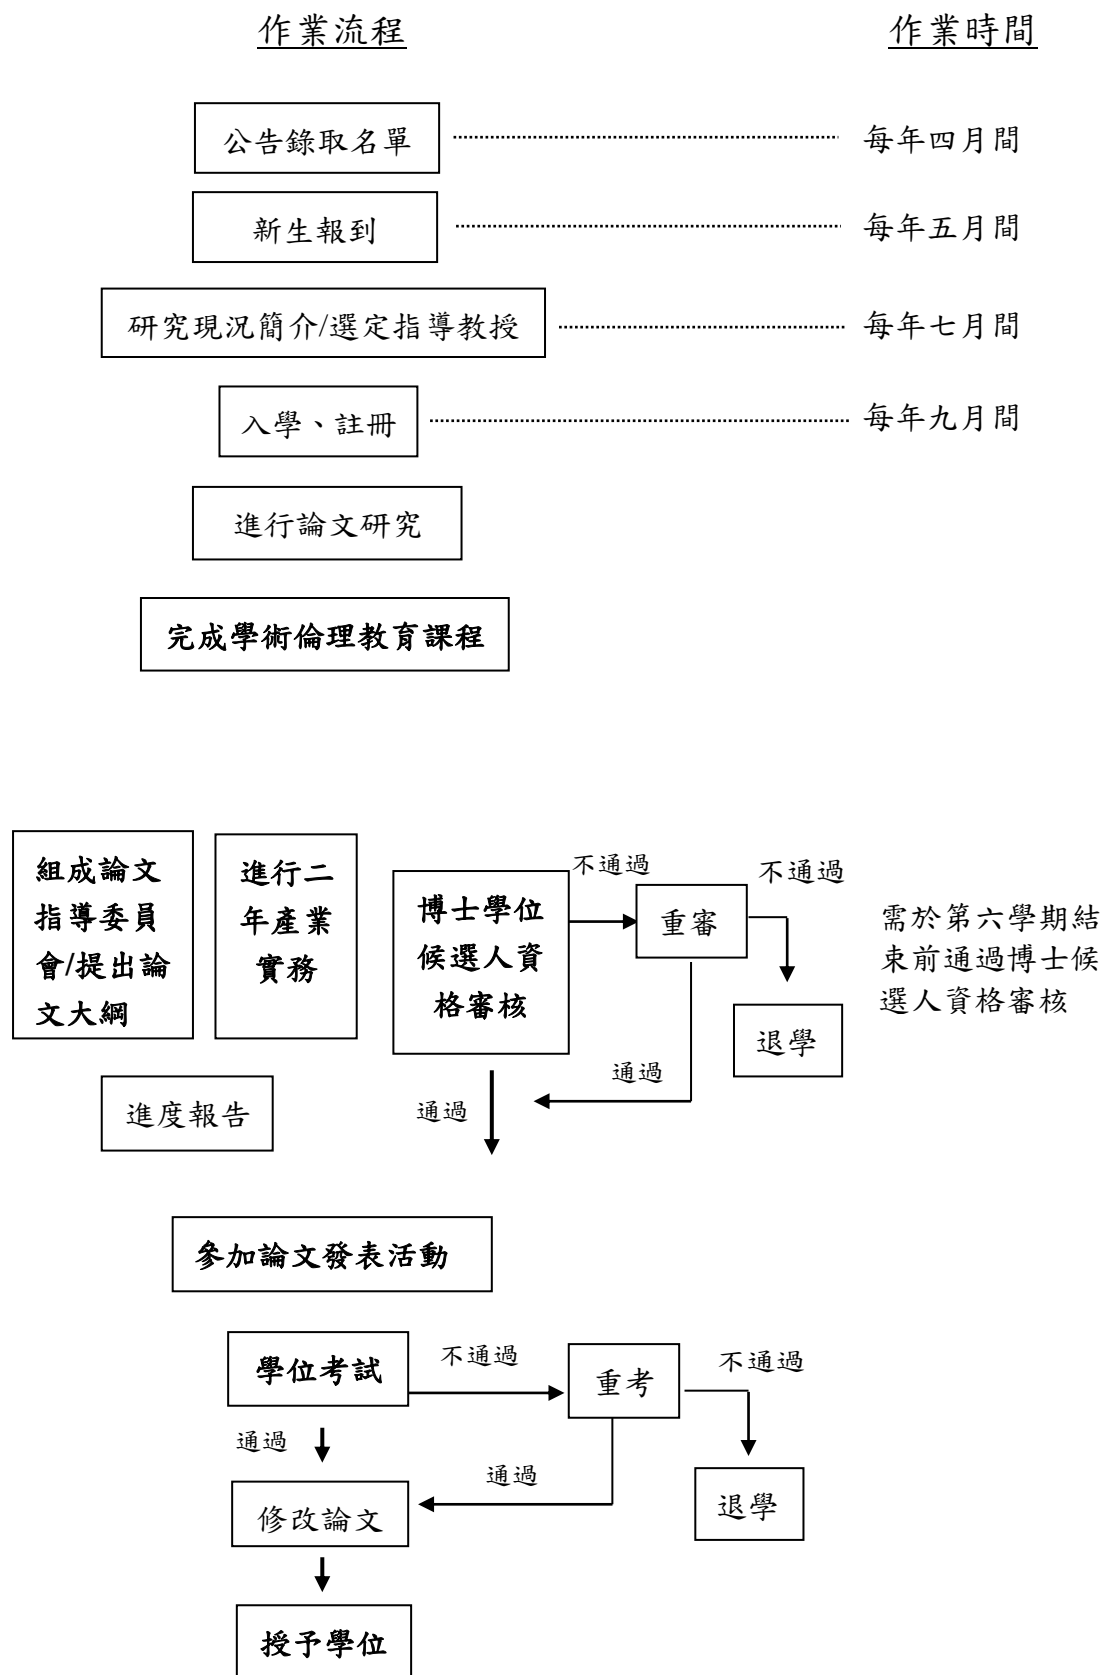 作業流程
作業時間
公告錄取名單
每年四月間
新生報到
每年五月間
研究現況簡介/選定指導教授
每年七月間
入學、註冊
每年九月間
進行論文研究
完成學術倫理教育課程
組成論文
指導委員
會/提出論
文大綱
進行二
年產業
實務
博士學位
候選人資
格審核
不通過
重審
不通過
退學
需於第六學期結
束前通過博士候
選人資格審核
通過
通過
進度報告
參加論文發表活動
學位考試
不通過
重考
不通過
退學
通過
通過
修改論文
授予學位